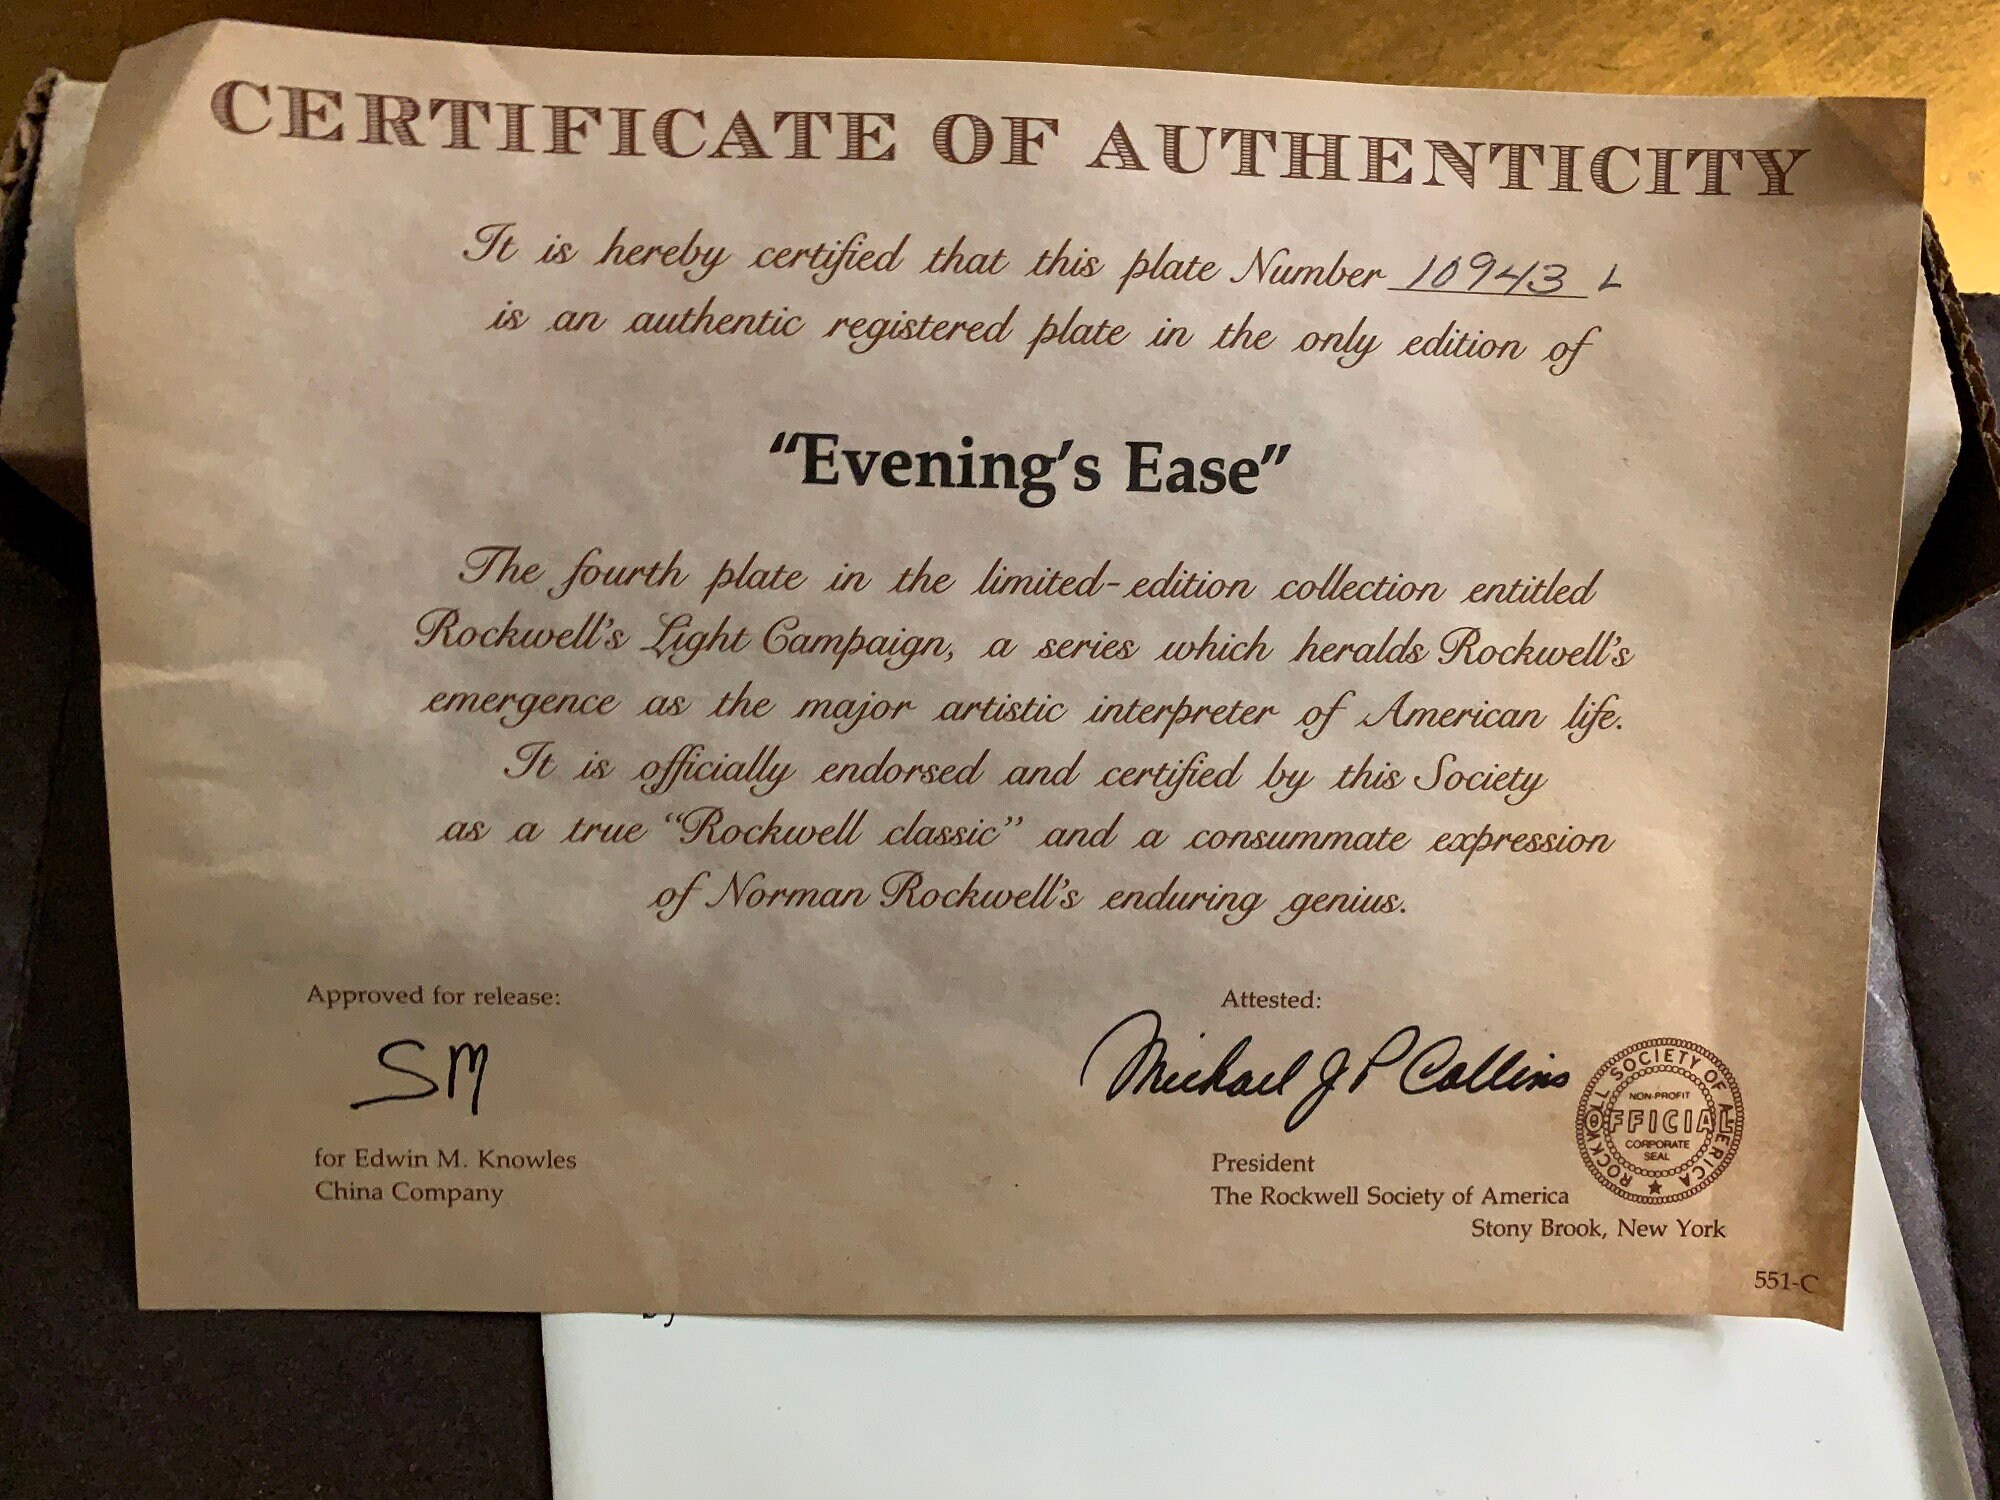 CERTIFICATE OF AUTHENTICITY
It is hereby certified that this plate Number 10943 L
is an authentic registered plate in the only edition of
“Evening’s Ease”
The fourth plate in the limited-edition collection entitled
Rockwell’s Light Campaign, a series which heralds Rockwell’s
emergence as the major artistic interpreter of American life.
It is officially endorsed and certified by this Society
as a true “Rockwell classic” and a consummate expression
of Norman Rockwell’s enduring genius.
Approved for release:
SM
for Edwin M. Knowles
China Company
Attested:
Michael J P Collins
President
The Rockwell Society of America
Stony Brook, New York
ROCKWELL SOCIETY OF AMERICA
NON-PROFIT
OFFICIAL
CORPORATE
SEAL
551-C
by